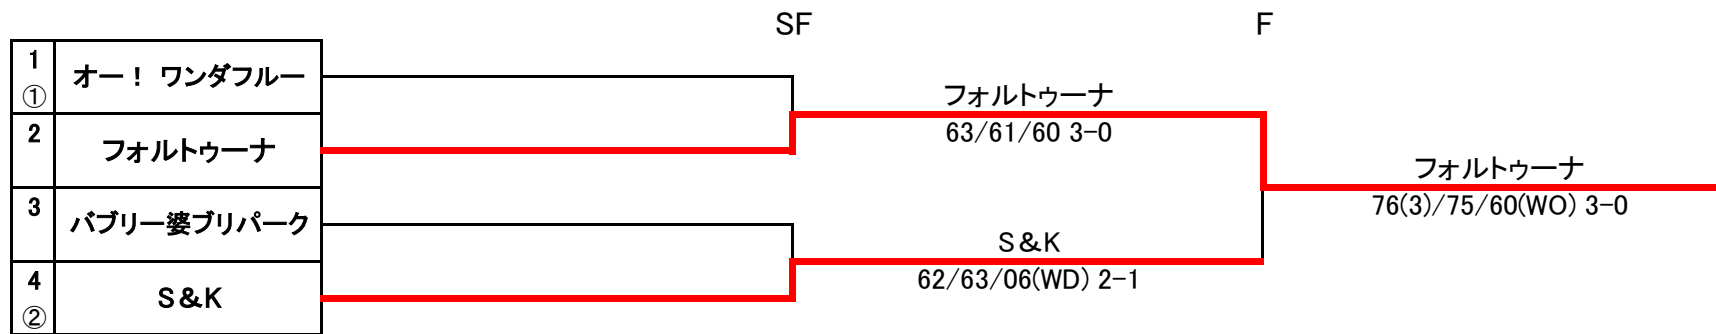 SF
F
1
①
オー！ ワンダフルー
2
フォルトゥーナ
3
バブリー婆ブリパーク
4
②
S&K
フォルトゥーナ
63/61/60 3-0
S&K
62/63/06(WD) 2-1
フォルトゥーナ
76(3)/75/60(WO) 3-0